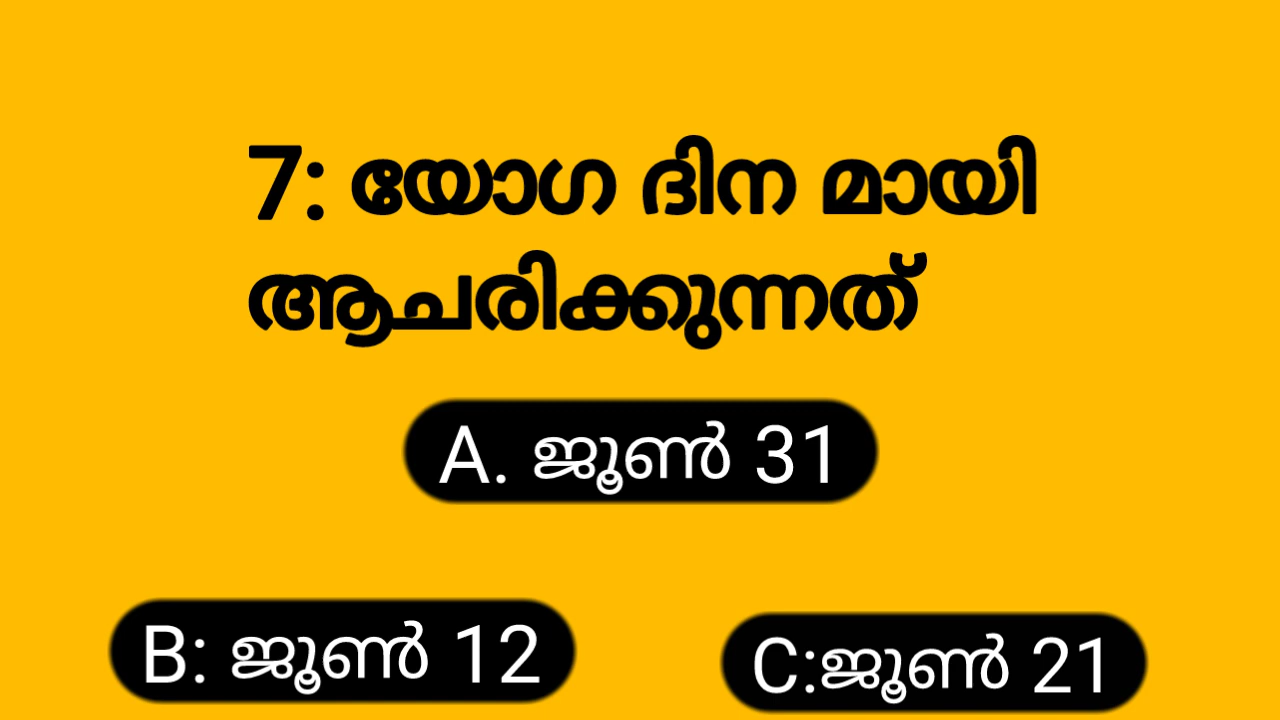 7: യോഗ ദിന മായി
ആചരിക്കുന്നത്
A. ജൂൺ 31
B: ജൂൺ 12
C:ജൂൺ 21